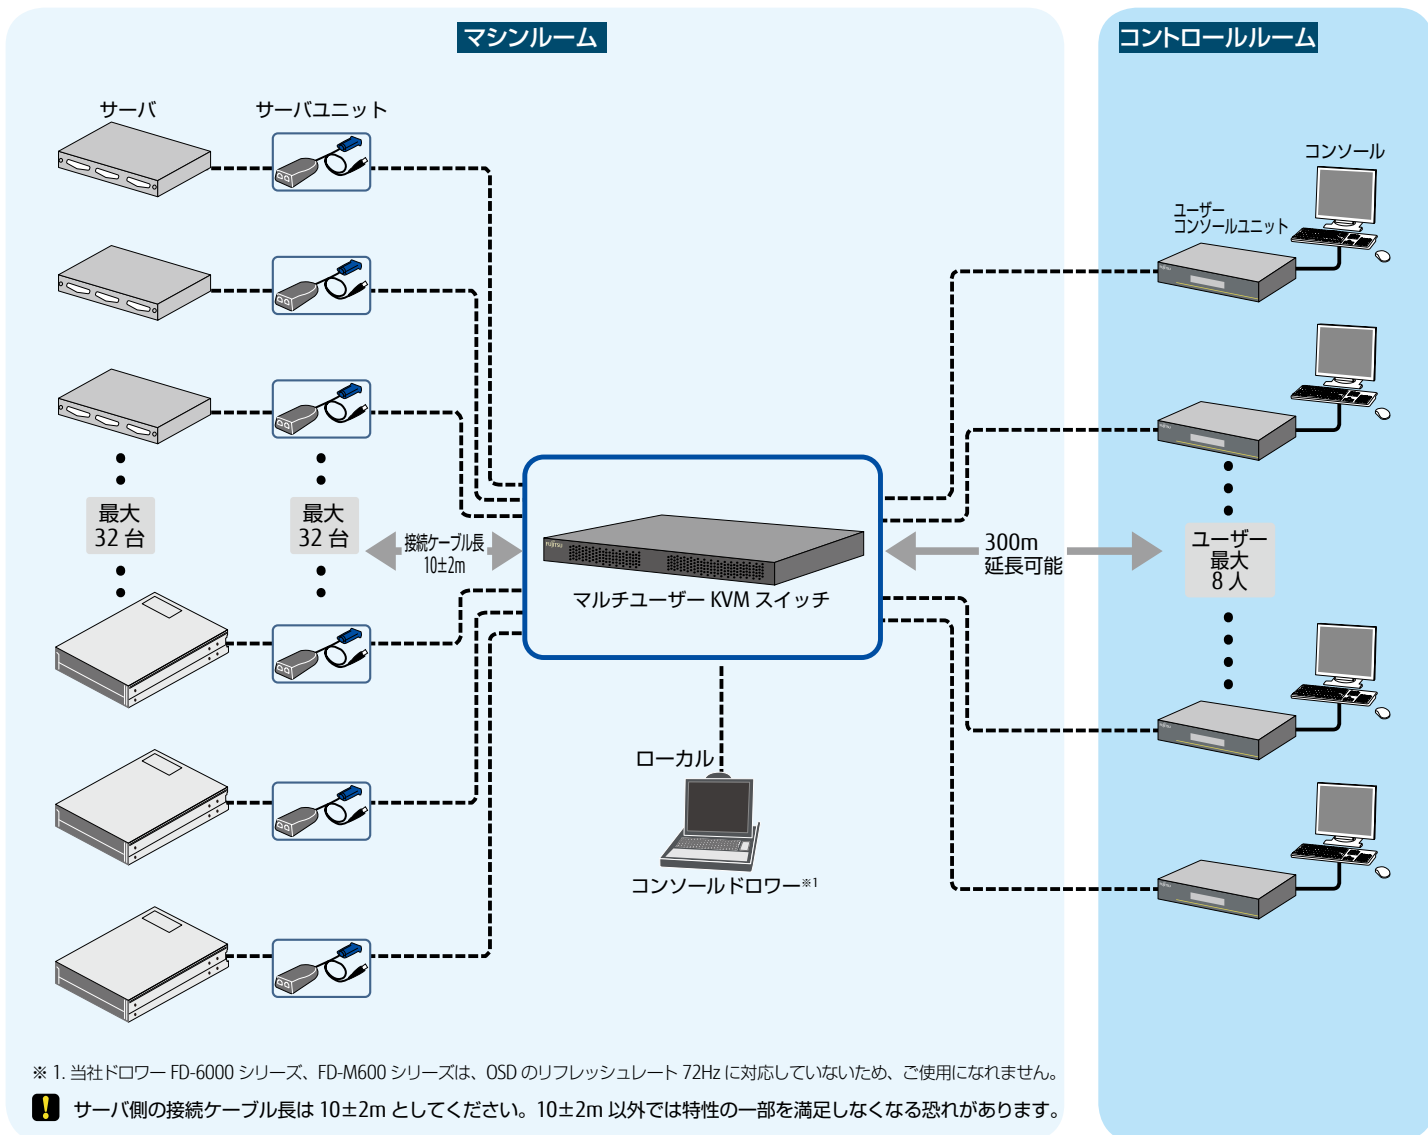 マシンルーム
コントロールルーム
サーバ
サーバユニット
コンソール
ユーザー
コンソールユニット
最大
32 台
最大
32 台
接続ケーブル長
10±2m
FUJITSU
マルチユーザー KVM スイッチ
300m
延長可能
ユーザー
最大
8 人
ローカル
コンソールドロワー※1
FUJITSU
FUJITSU
FUJITSU
FUJITSU
※ 1. 当社ドロワー FD-6000 シリーズ、FD-M600 シリーズは、OSD のリフレッシュレート 72Hz に対応していないため、ご使用になれません。
! サーバ側の接続ケーブル長は 10±2m としてください。10±2m 以外では特性の一部を満足しなくなる恐れがあります。